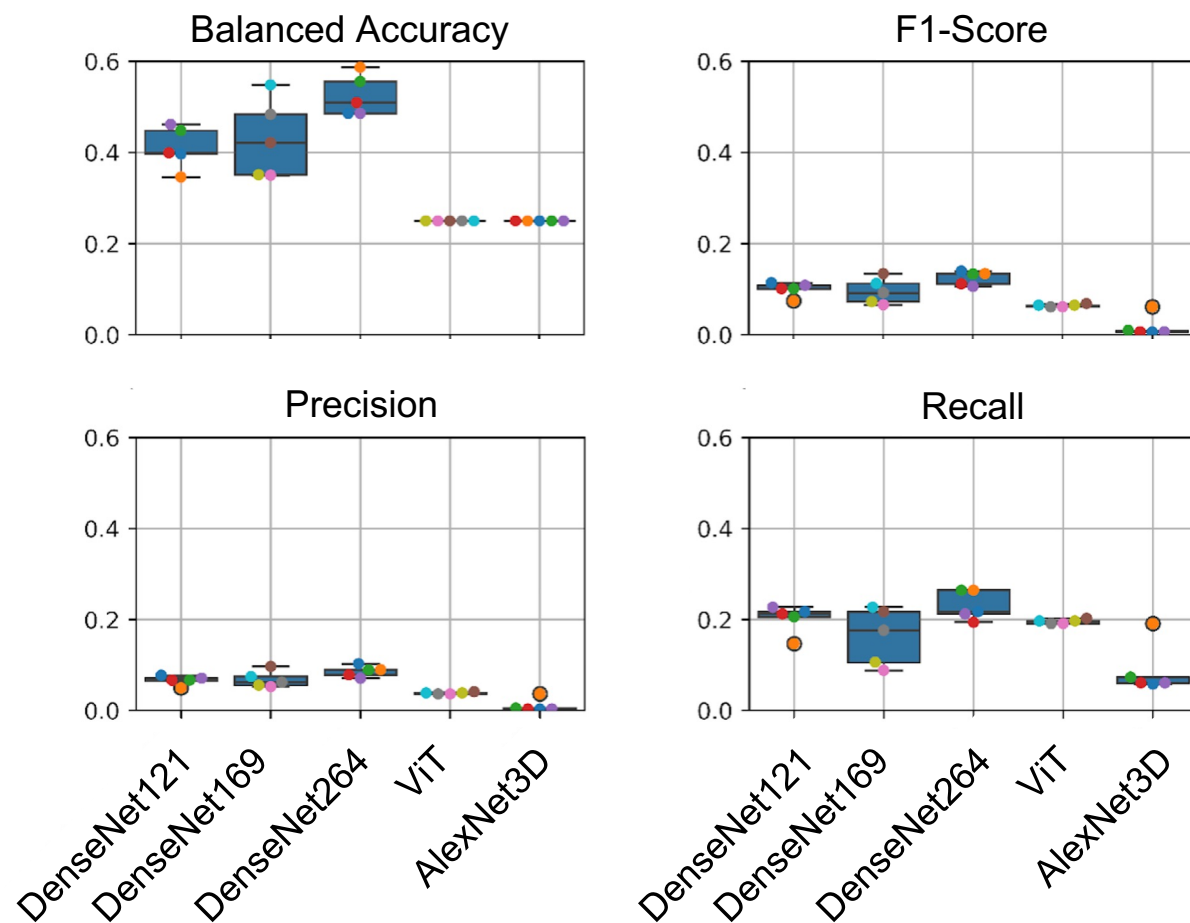 Balanced Accuracy
0.6
0.4
0.2
0.0
F1-Score
0.6
0.4
0.2
0.0
Precision
0.6
0.4
0.2
0.0
DenseNet121
DenseNet169
DenseNet264
ViT
AlexNet3D
Recall
0.6
0.4
0.2
0.0
DenseNet121
DenseNet169
DenseNet264
ViT
AlexNet3D